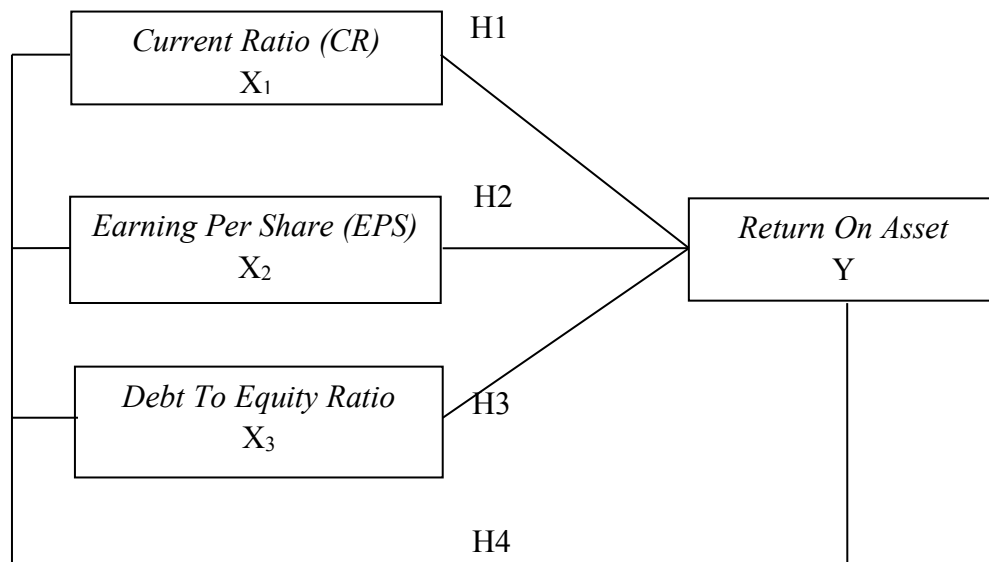 H1
Current Ratio (CR)
X₁
H2
Earning Per Share (EPS)
X₂
Return On Asset
Y
Debt To Equity Ratio
H3
X₃
H4